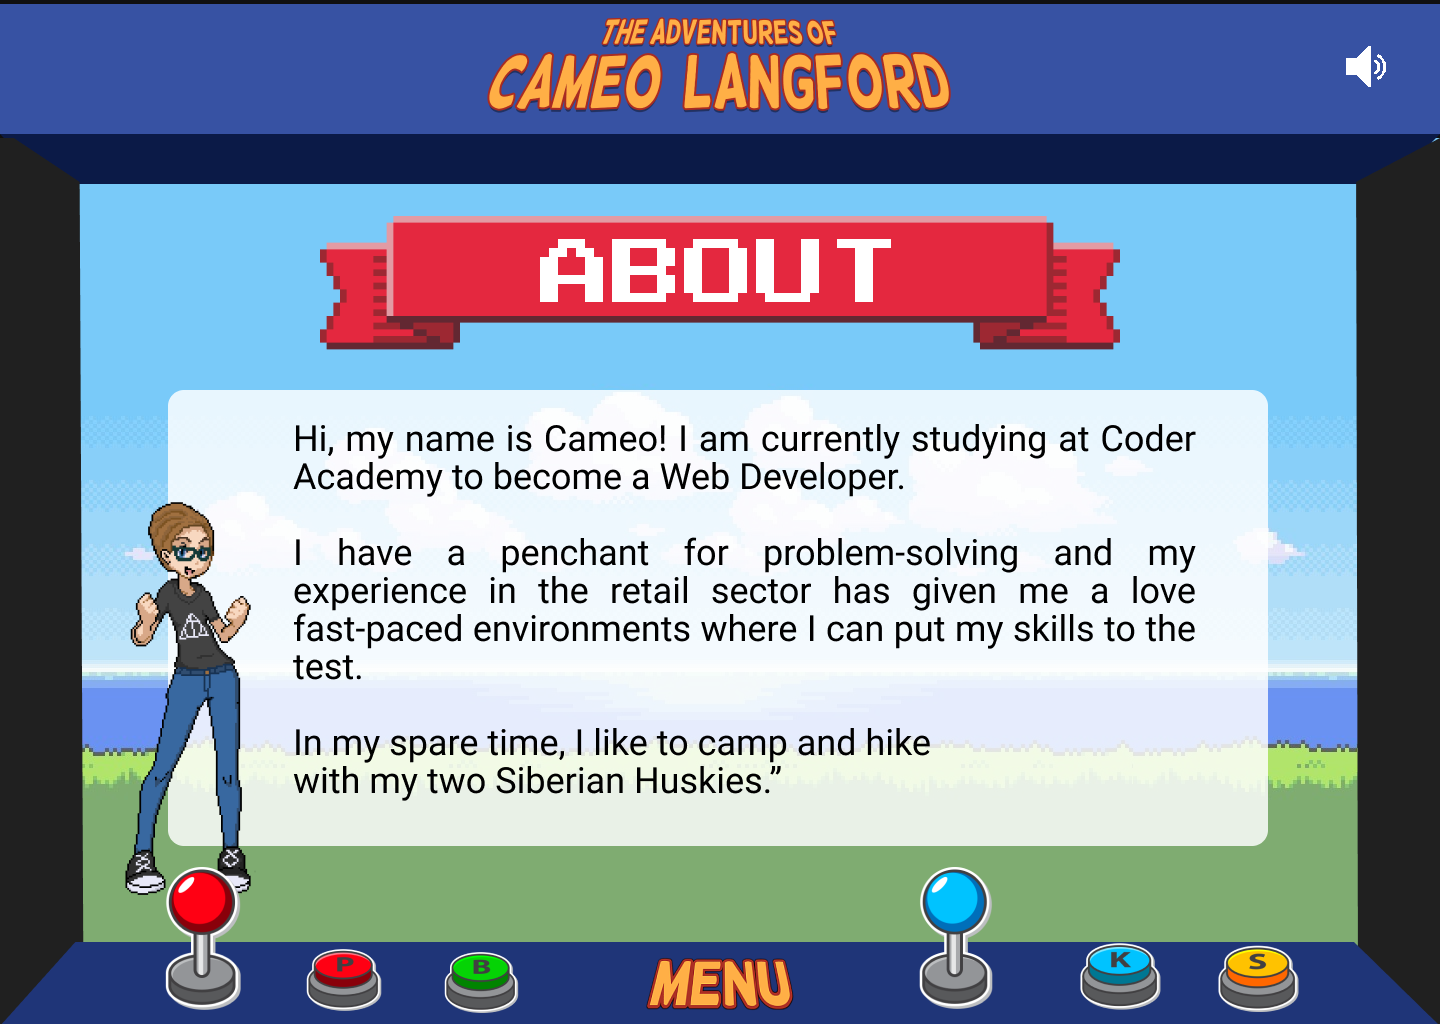 THE ADVENTURES OF
CAMEO LANGFORD
ABOUT
Hi, my name is Cameo! I am currently studying at Coder
Academy to become a Web Developer.
I have a penchant for problem-solving and my
experience in the retail sector has given me a love
fast-paced environments where I can put my skills to the
test.
In my spare time, I like to camp and hike
with my two Siberian Huskies.”
P
B
MENU
K
S